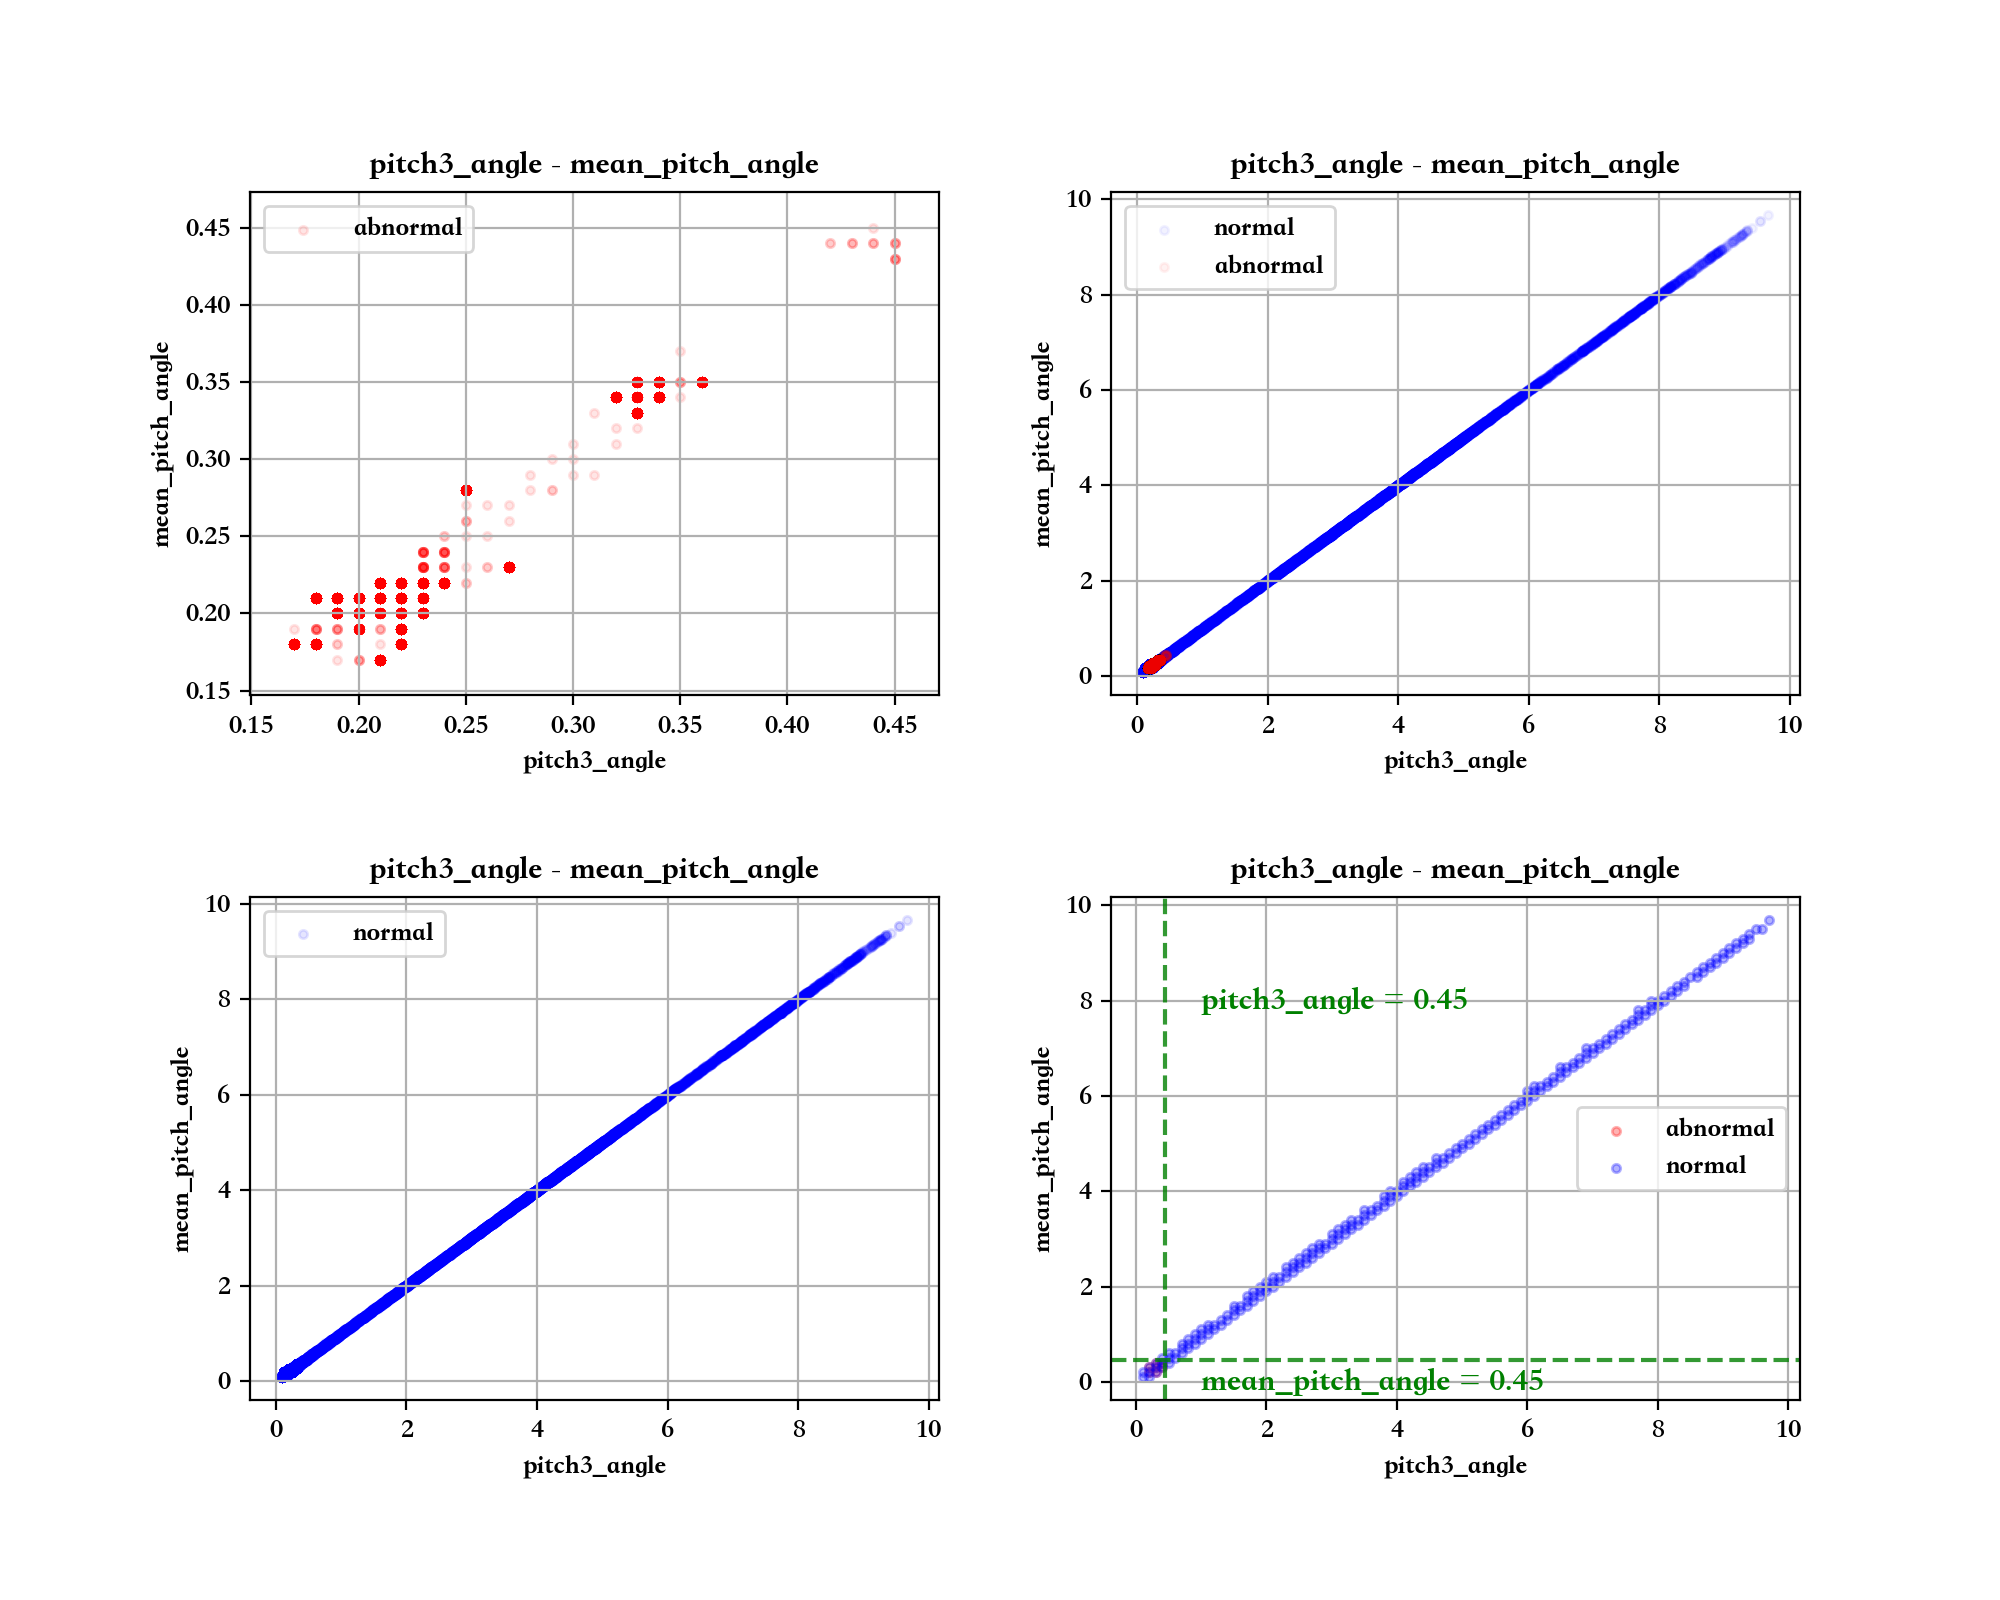 pitch3_angle - mean_pitch_angle
abnormal
mean_pitch_angle
0.45
0.40
0.35
0.30
0.25
0.20
0.15
0.15 0.20 0.25 0.30 0.35 0.40 0.45
pitch3_angle
pitch3_angle - mean_pitch_angle
normal
abnormal
mean_pitch_angle
10
8
6
4
2
0
0 2 4 6 8 10
pitch3_angle
pitch3_angle - mean_pitch_angle
normal
mean_pitch_angle
10
8
6
4
2
0
0 2 4 6 8 10
pitch3_angle
pitch3_angle - mean_pitch_angle
pitch3_angle = 0.45
abnormal
normal
mean_pitch_angle = 0.45
mean_pitch_angle
10
8
6
4
2
0
0 2 4 6 8 10
pitch3_angle